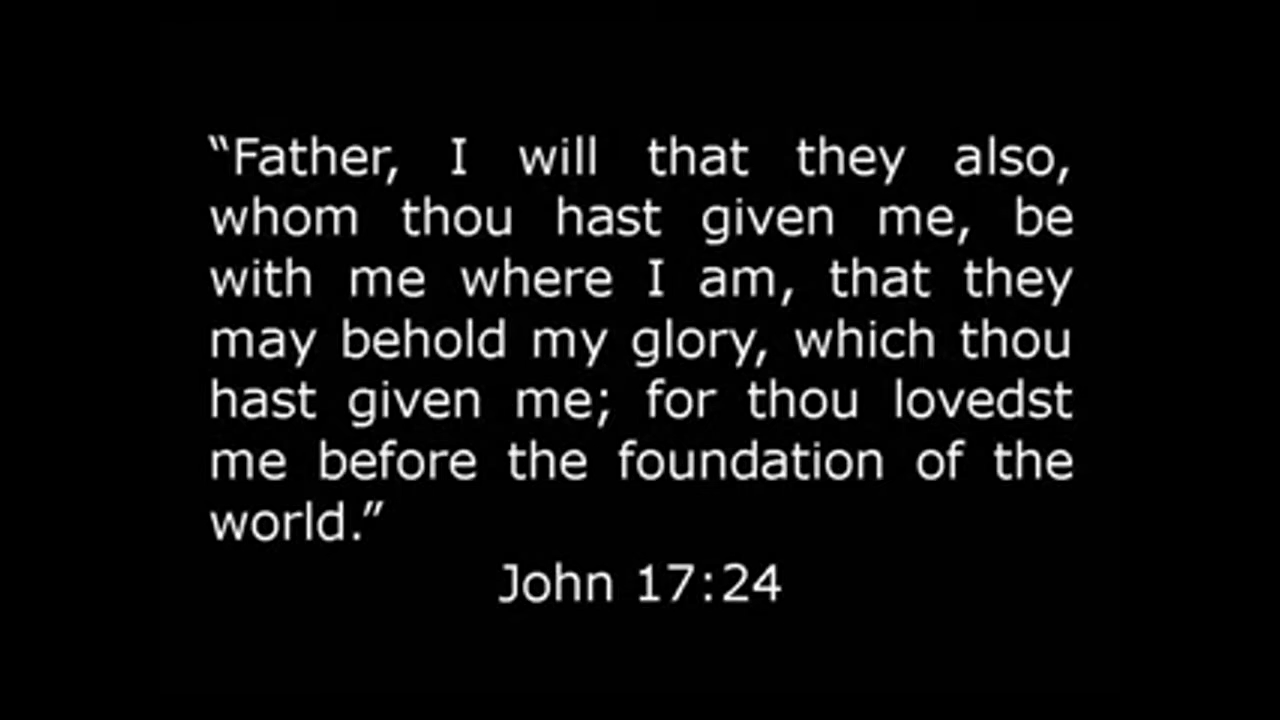 “Father, I will that they also,
whom thou hast given me, be
with me where I am, that they
may behold my glory, which thou
hast given me; for thou lovedst
me before the foundation of the
world.”
John 17:24